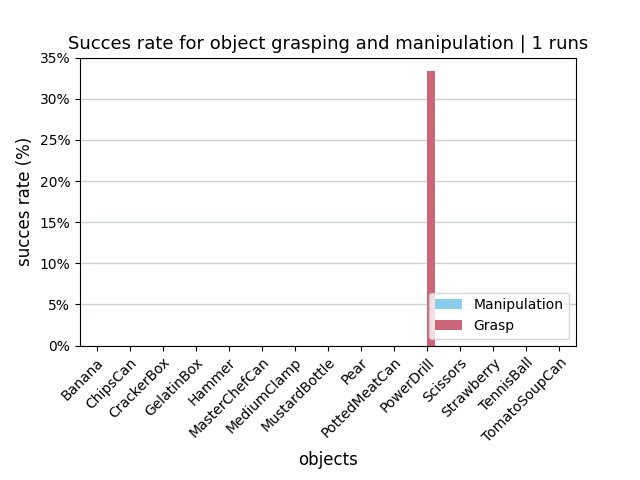 Succes rate for object grasping and manipulation | 1 runs
35%
30%
25%
20%
15%
10%
5%
0%
succes rate (%)
Manipulation
Grasp
Banana
ChipsCan
CrackerBox
GelatinBox
Hammer
MasterChefCan
MediumClamp
MustardBottle
Pear
PottedMeatCan
PowerDrill
Scissors
Strawberry
TennisBall
TomatoSoupCan
objects